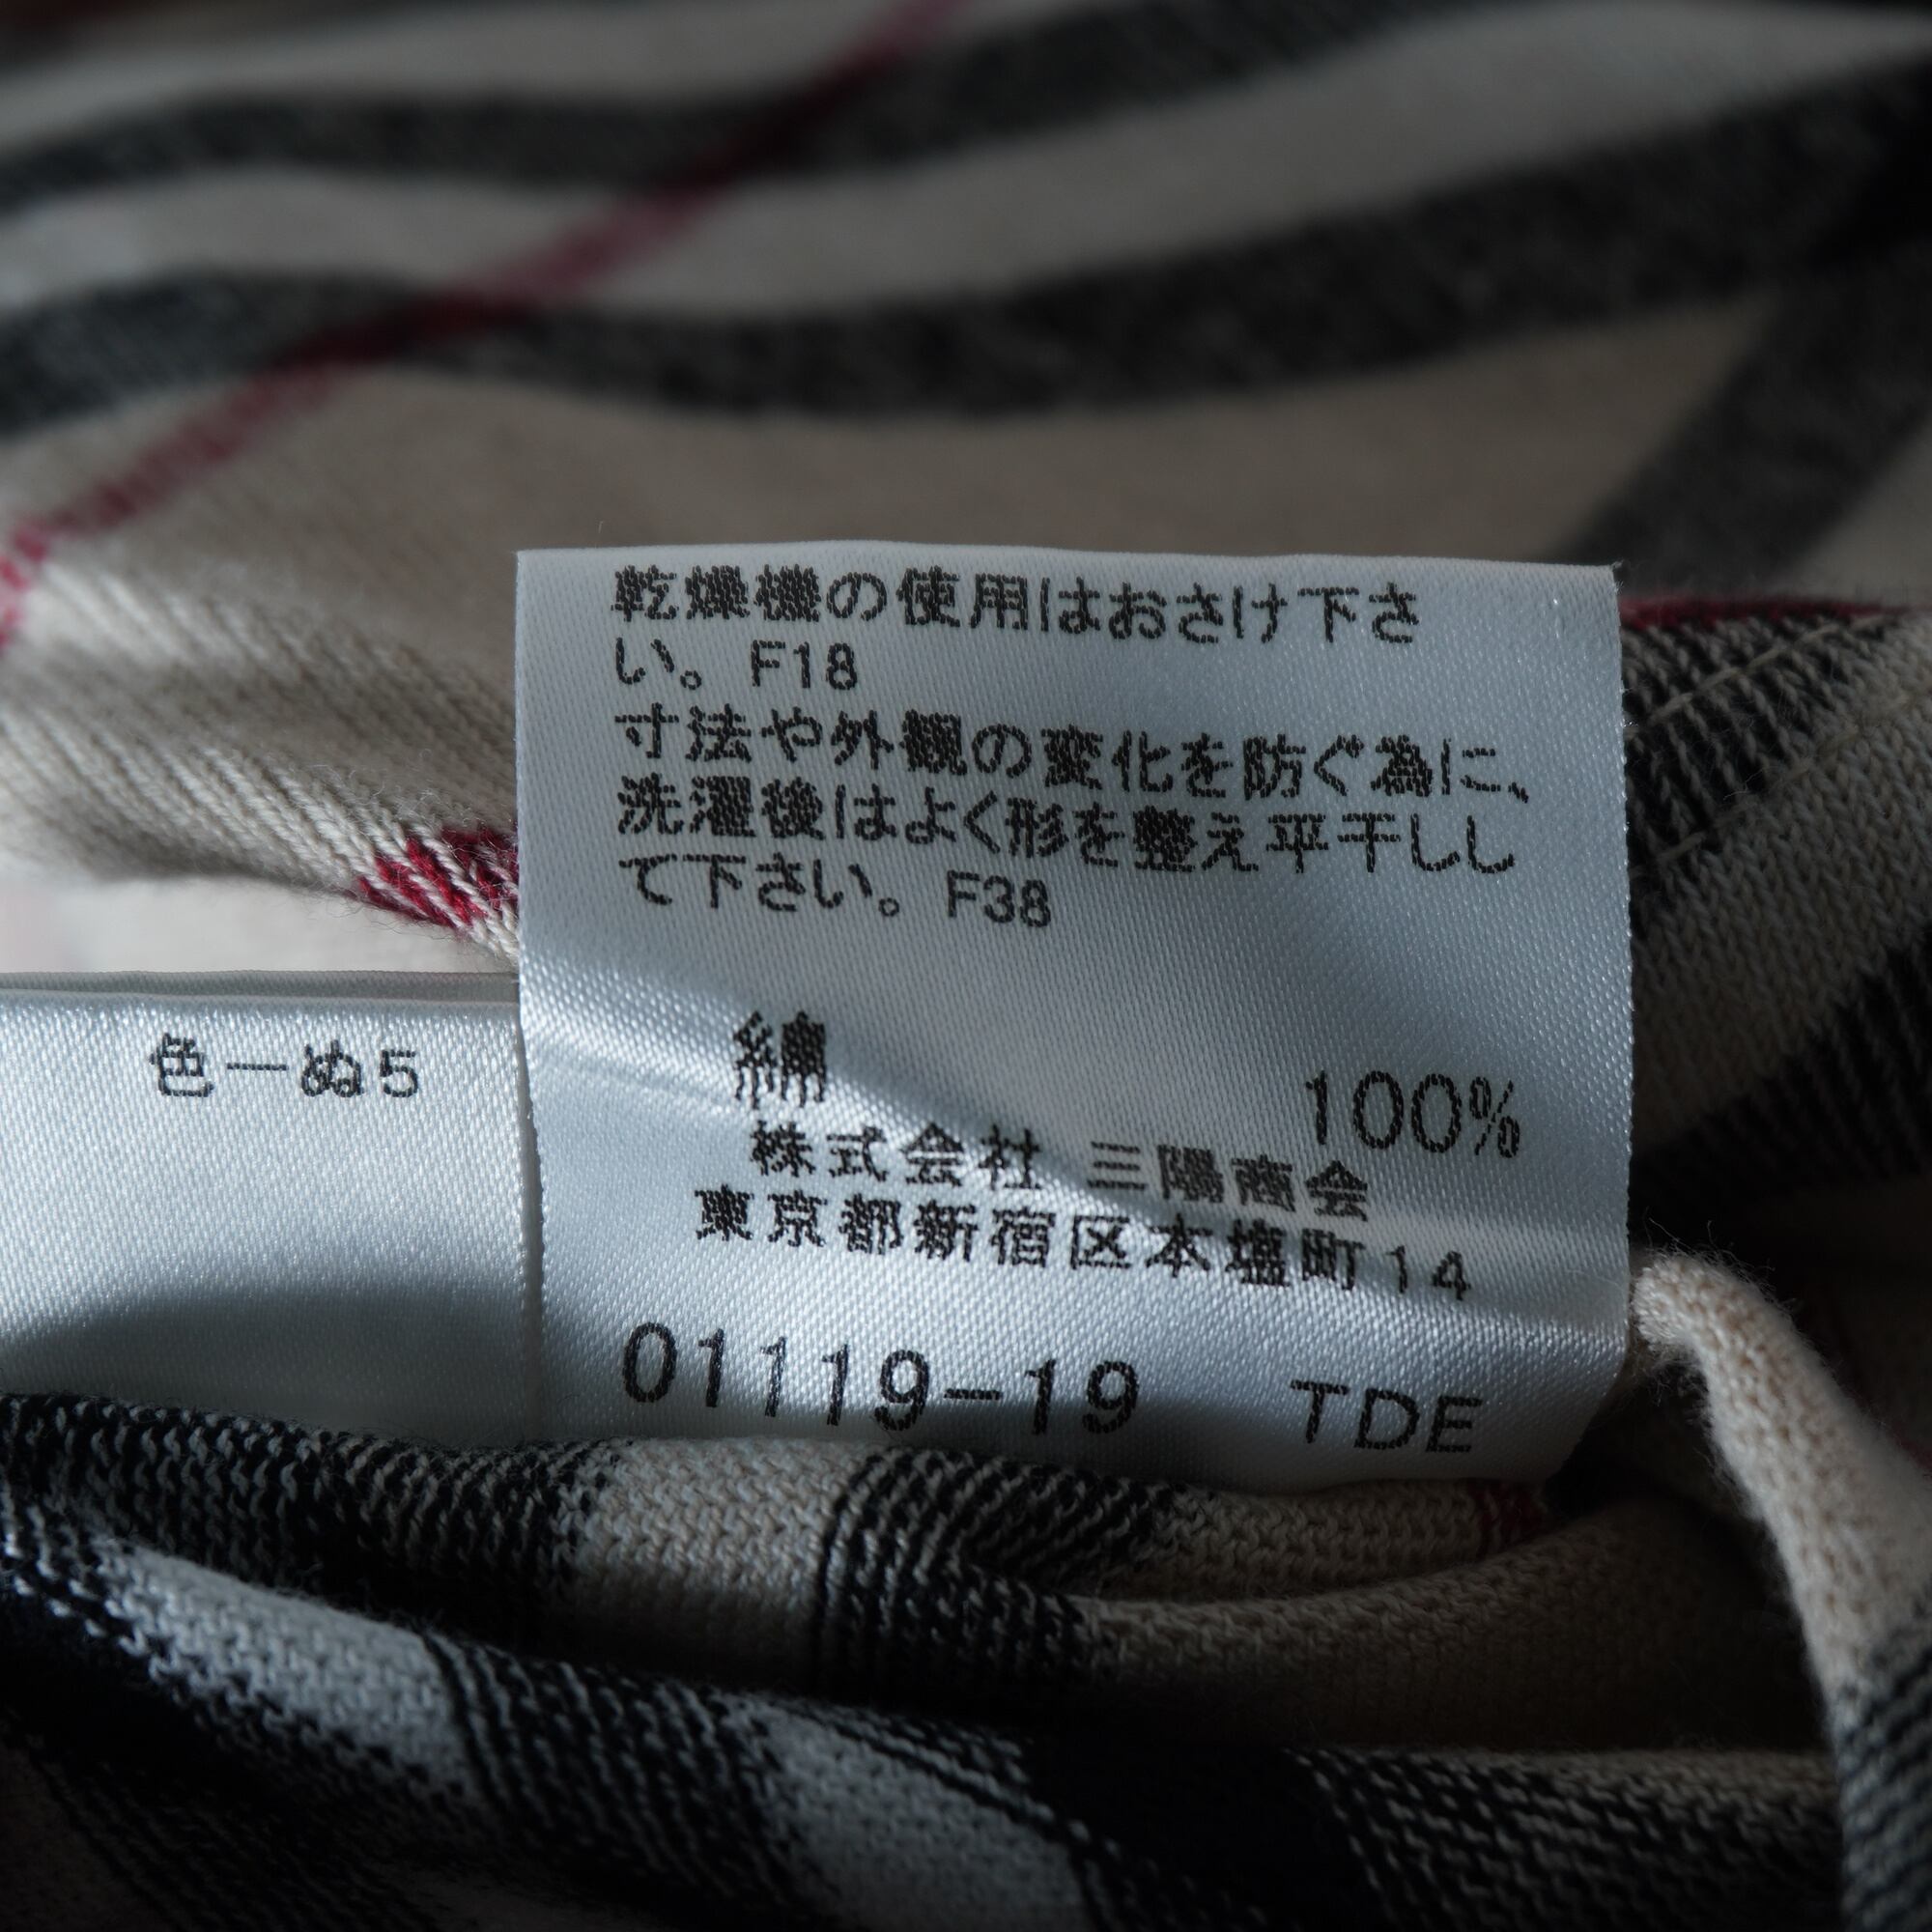 乾燥機の使用はおさけ下さ
い。F18
寸法や外観の変化を防ぐ為に、
洗濯後はよく形を整え平干しし
て下さい。F38
綿 100%
株式会社 三陽商会
東京都新宿区本塩町14
01119-19 TDE
色ーぬ5